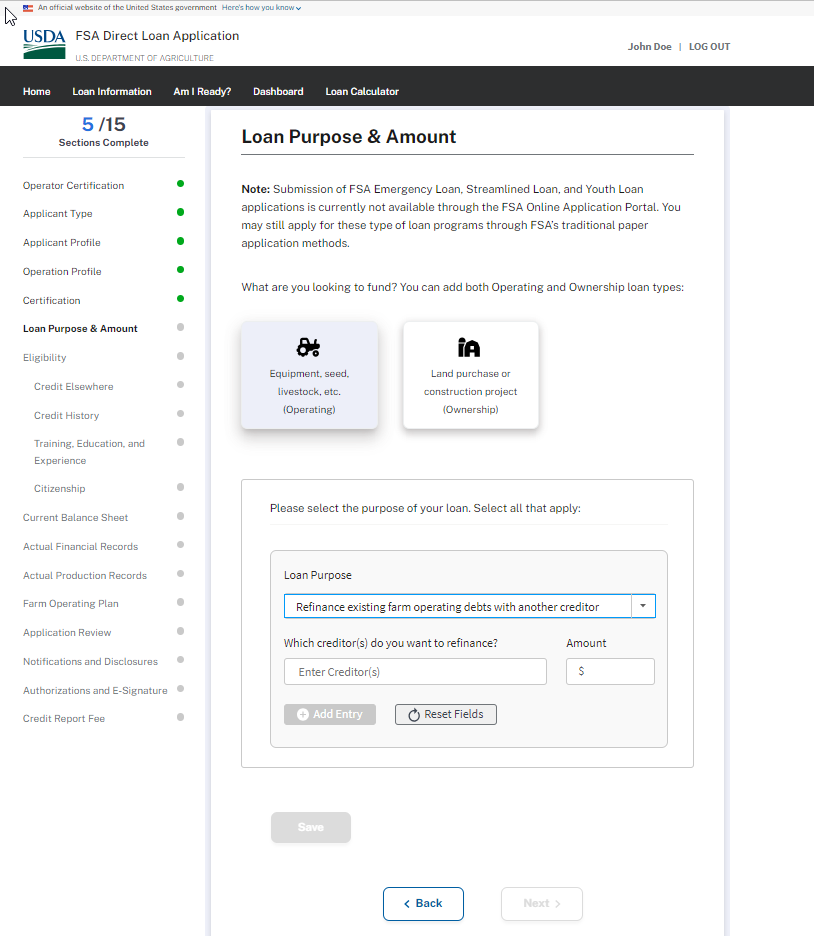 An official website of the United States government Here's how you know
USDA
FSA Direct Loan Application
U.S. DEPARTMENT OF AGRICULTURE
John Doe | LOG OUT
Home Loan Information Am I Ready? Dashboard Loan Calculator
5 /15
Sections Complete
Operator Certification
Applicant Type
Applicant Profile
Operation Profile
Certification
Loan Purpose & Amount
Eligibility
Credit Elsewhere
Credit History
Training, Education, and
Experience
Citizenship
Current Balance Sheet
Actual Financial Records
Actual Production Records
Farm Operating Plan
Application Review
Notifications and Disclosures
Authorizations and E-Signature
Credit Report Fee
Loan Purpose & Amount
Note: Submission of FSA Emergency Loan, Streamlined Loan, and Youth Loan
applications is currently not available through the FSA Online Application Portal. You
may still apply for these type of loan programs through FSA's traditional paper
application methods.
What are you looking to fund? You can add both Operating and Ownership loan types:
Equipment, seed,
livestock, etc.
(Operating)
Land purchase or
construction project
(Ownership)
Please select the purpose of your loan. Select all that apply:
Loan Purpose
Refinance existing farm operating debts with another creditor
Which creditor(s) do you want to refinance? Amount
Enter Creditor(s) $
Add Entry Reset Fields
Save
Back Next